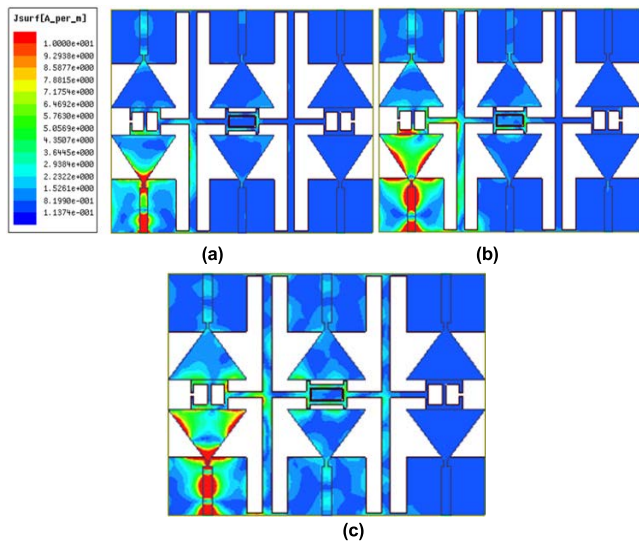 Jsurf[A_per_m]
1.0000e+001
9.2938e+000
8.5877e+000
7.8815e+000
7.1754e+000
6.4692e+000
5.7630e+000
5.0569e+000
4.3507e+000
3.6445e+000
2.9384e+000
2.2322e+000
1.5261e+000
8.1990e-001
1.1374e-001
(a)
(b)
(c)